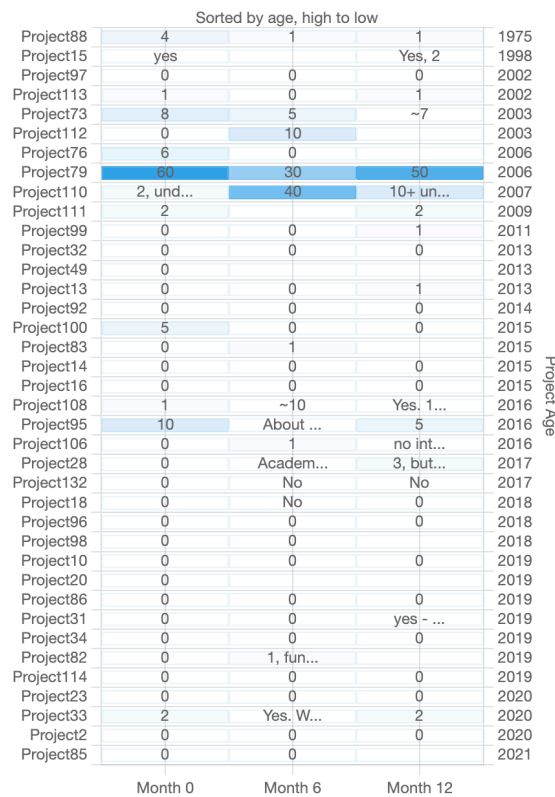 Sorted by age, high to low
Project88 4 1 1 1975
Project15 yes Yes, 2 1998
Project97 0 0 0 2002
Project113 1 0 1 2002
Project73 8 5 ~7 2003
Project112 0 10 2003
Project76 6 0 2006
Project79 60 30 50 2006
Project110 2, und... 40 10+ un... 2007
Project111 2 2 2009
Project99 0 0 1 2011
Project32 0 0 0 2013
Project49 0 2013
Project13 0 0 1 2013
Project92 0 0 0 2014
Project100 5 0 0 2015
Project83 0 1 2015
Project14 0 0 0 2015
Project16 0 0 0 2015
Project108 1 ~10 Yes. 1... 2016
Project95 10 About ... 5 2016
Project106 0 1 no int... 2016
Project28 0 Academ... 3, but... 2017
Project132 0 No No 2017
Project18 0 No 0 2018
Project96 0 0 0 2018
Project98 0 0 2018
Project10 0 0 0 2019
Project20 0 2019
Project86 0 0 0 2019
Project31 0 0 yes - ... 2019
Project34 0 0 0 2019
Project82 0 1, fun... 2019
Project114 0 0 0 2019
Project23 0 0 0 2020
Project33 2 Yes. W... 2 2020
Project2 0 0 0 2020
Project85 0 0 2021
Month 0 Month 6 Month 12
Project Age